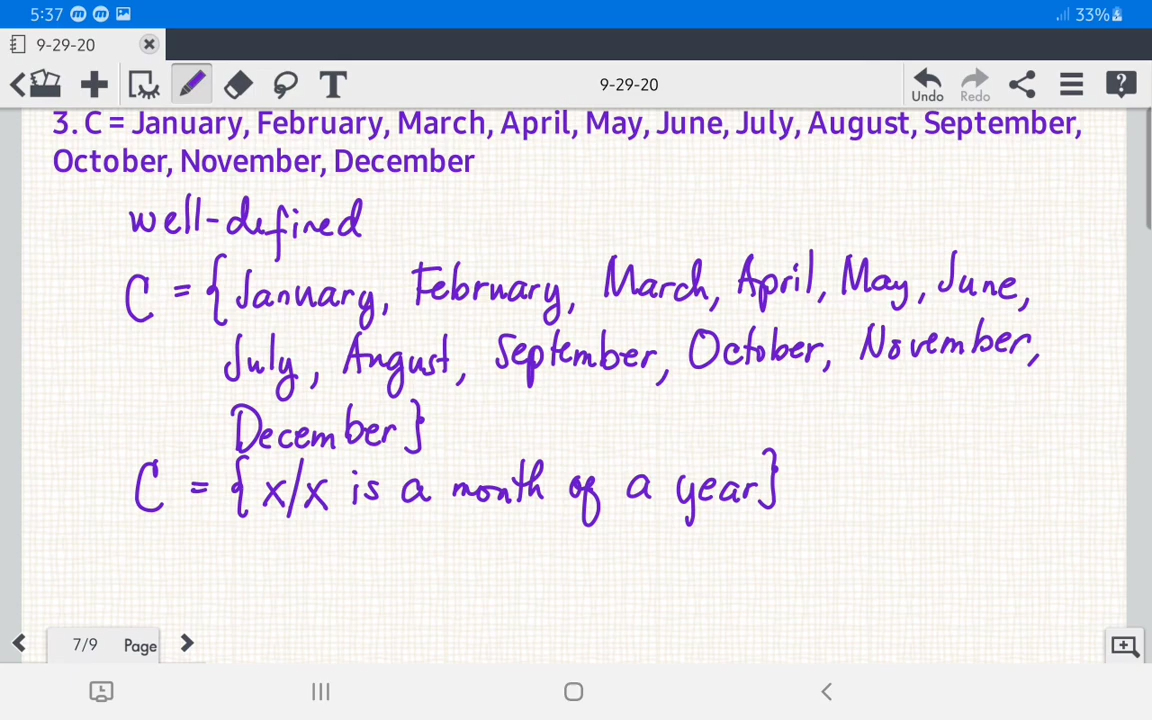 5:37 33%
9-29-20
T 9-29-20 Undo Redo ?
3. C = January, February, March, April, May, June, July, August, September,
October, November, December
well-defined
C = { January, February, March, April, May, June,
July, August, September, October, November,
December }
C = { x/x is a month of a year }
7/9 Page